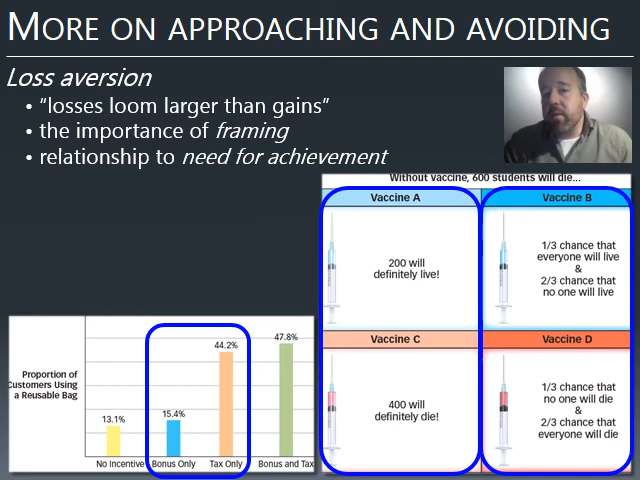 MORE ON APPROACHING AND AVOIDING
Loss aversion
• “losses loom larger than gains”
• the importance of framing
• relationship to need for achievement
Without vaccine, 600 students will die...
Vaccine A
Vaccine B
200 will
definitely live!
1/3 chance that
everyone will live
&
2/3 chance that
no one will live
Vaccine C
Vaccine D
400 will
definitely die!
1/3 chance that
no one will die
&
2/3 chance that
everyone will die
Proportion of
Customers Using
a Reusable Bag
13.1%
15.4%
44.2%
47.8%
No Incentive
Bonus Only
Tax Only
Bonus and Tax